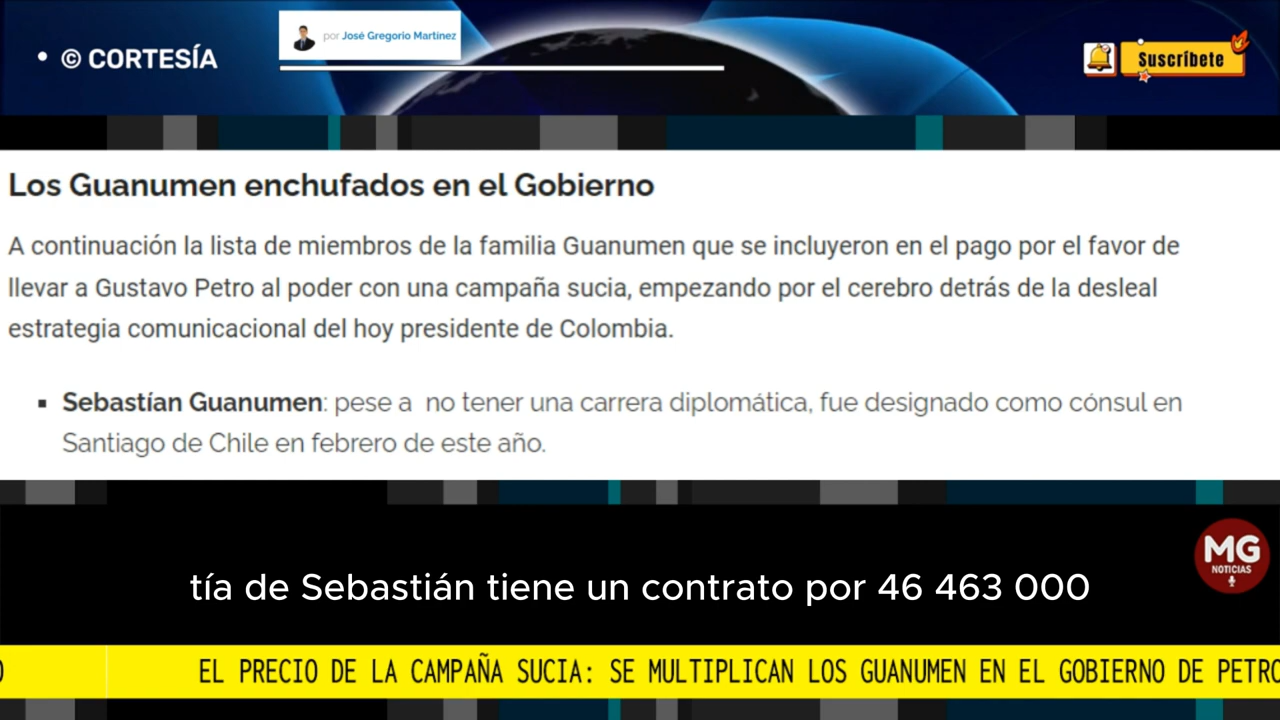 • © CORTESÍA
por José Gregorio Martínez
Suscríbete
Los Guanumen enchufados en el Gobierno
A continuación la lista de miembros de la familia Guanumen que se incluyeron en el pago por el favor de
llevar a Gustavo Petro al poder con una campaña sucia, empezando por el cerebro detrás de la desleal
estrategia comunicacional del hoy presidente de Colombia.
▪ Sebastían Guanumen: pese a no tener una carrera diplomática, fue designado como cónsul en
Santiago de Chile en febrero de este año.
MG
NOTICIAS
tía de Sebastián tiene un contrato por 46 463 000
EL PRECIO DE LA CAMPAÑA SUCIA: SE MULTIPLICAN LOS GUANUMEN EN EL GOBIERNO DE PETRO